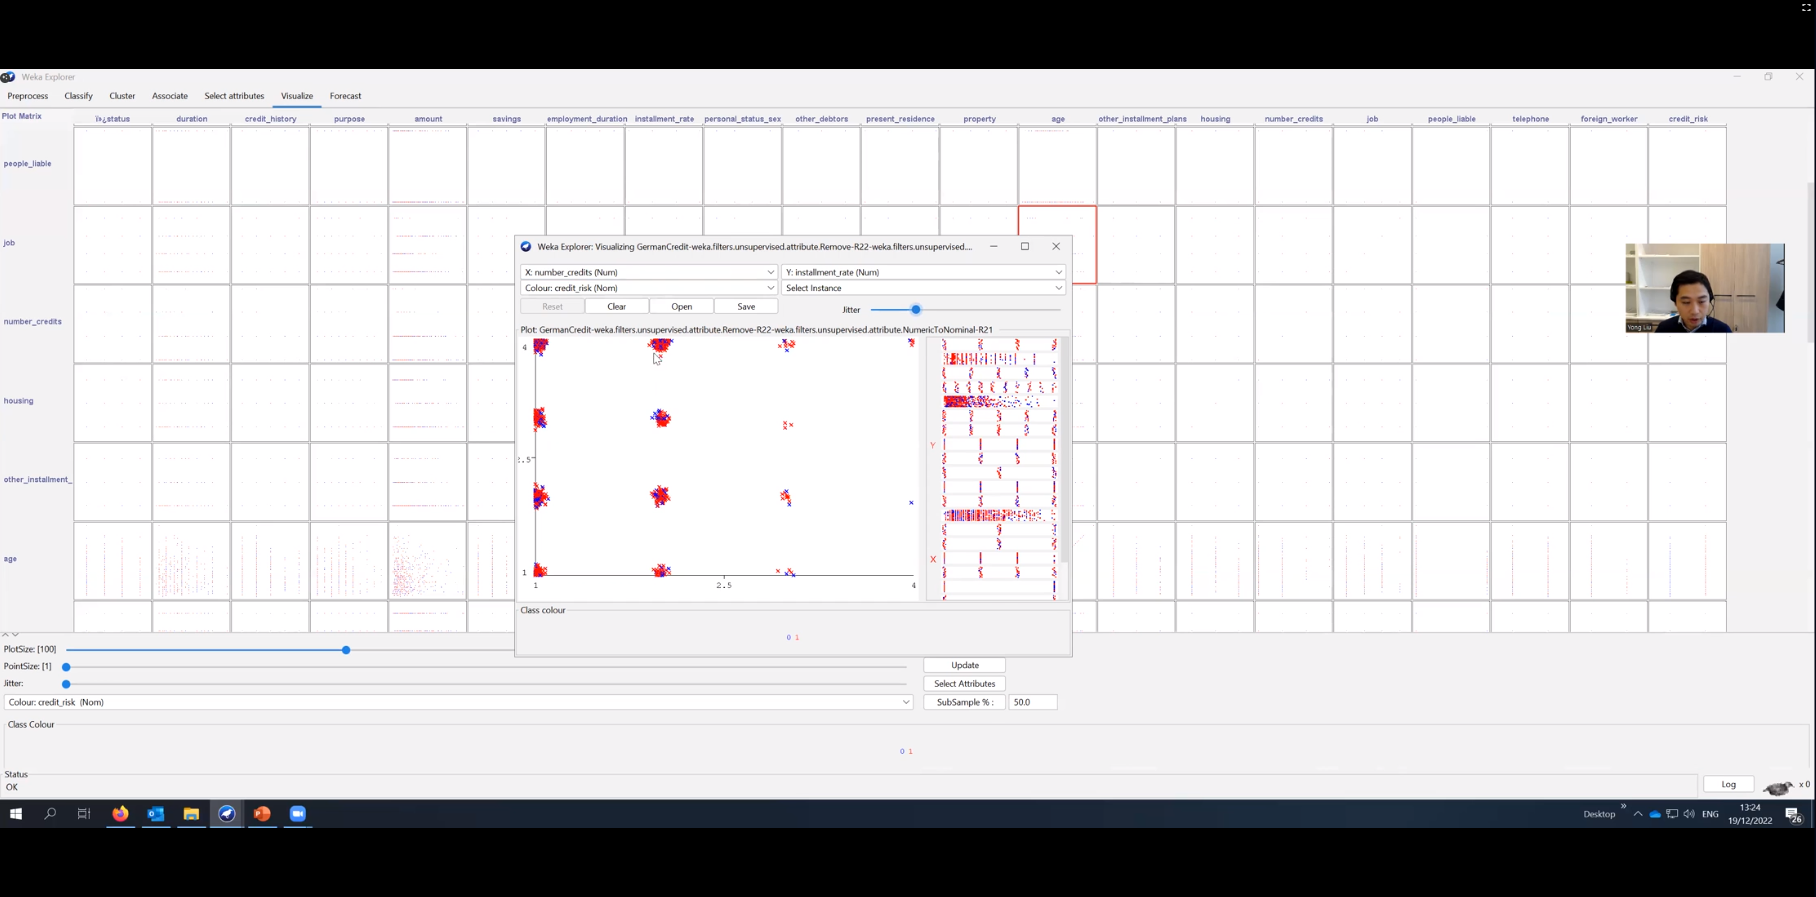 Weka Explorer
Preprocess Classify Cluster Associate Select attributes Visualize Forecast
Plot Matrix ï»¿status duration credit_history purpose amount savings employment_duration installment_rate personal_status_sex other_debtors present_residence property age other_installment_plans housing number_credits job people_liable telephone foreign_worker credit_risk
people_liable
job
number_credits
housing
other_installment_
age
Weka Explorer: Visualizing GermanCredit-weka.filters.unsupervised.attribute.Remove-R22-weka.filters.unsupervised....
X: number_credits (Num) Y: installment_rate (Num)
Colour: credit_risk (Nom) Select Instance
Reset Clear Open Save Jitter
Plot: GermanCredit-weka.filters.unsupervised.attribute.Remove-R22-weka.filters.unsupervised.attribute.NumericToNominal-R21
4
Y
2.5
X
1
1 2.5 4
Class colour
0 1
Yong Liu
PlotSize: [100]
PointSize: [1] Update
Jitter: Select Attributes
Colour: credit_risk (Nom) SubSample % : 50.0
Class Colour
0 1
Status
OK Log x 0
Desktop » ENG 13:24
19/12/2022 26